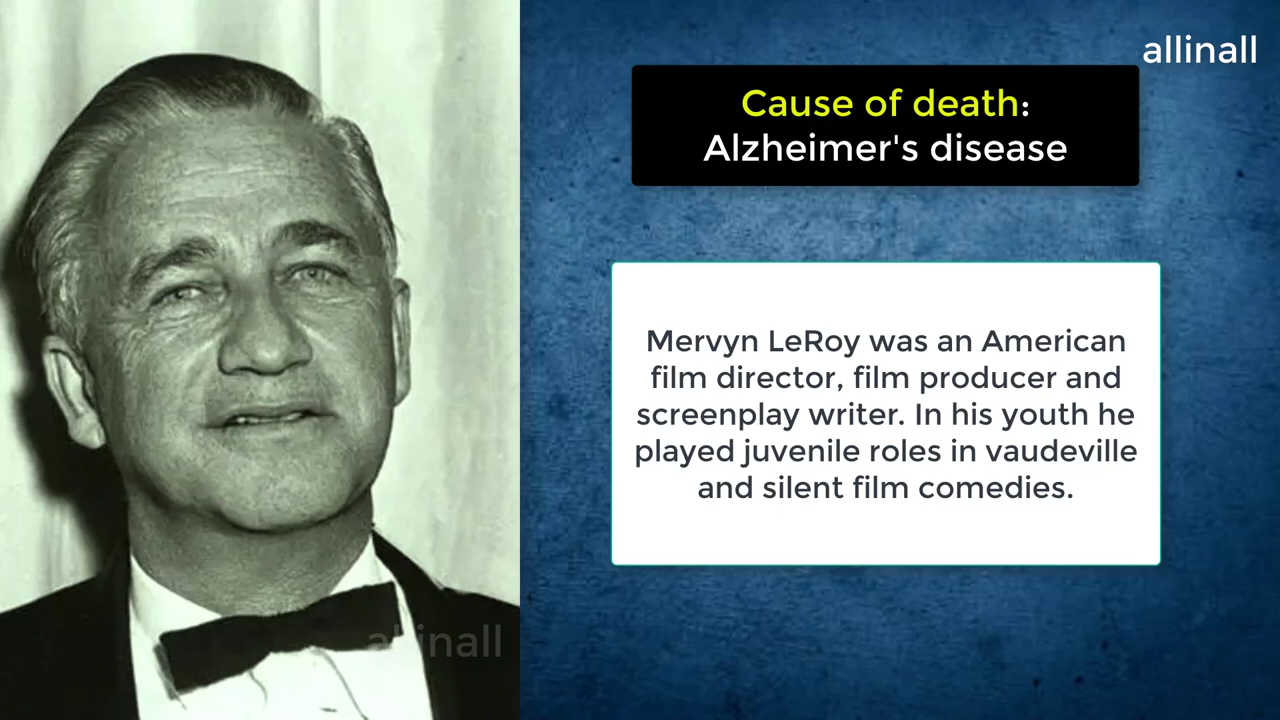 allinall
Cause of death:
Alzheimer's disease
Mervyn LeRoy was an American
film director, film producer and
screenplay writer. In his youth he
played juvenile roles in vaudeville
and silent film comedies.
allinall